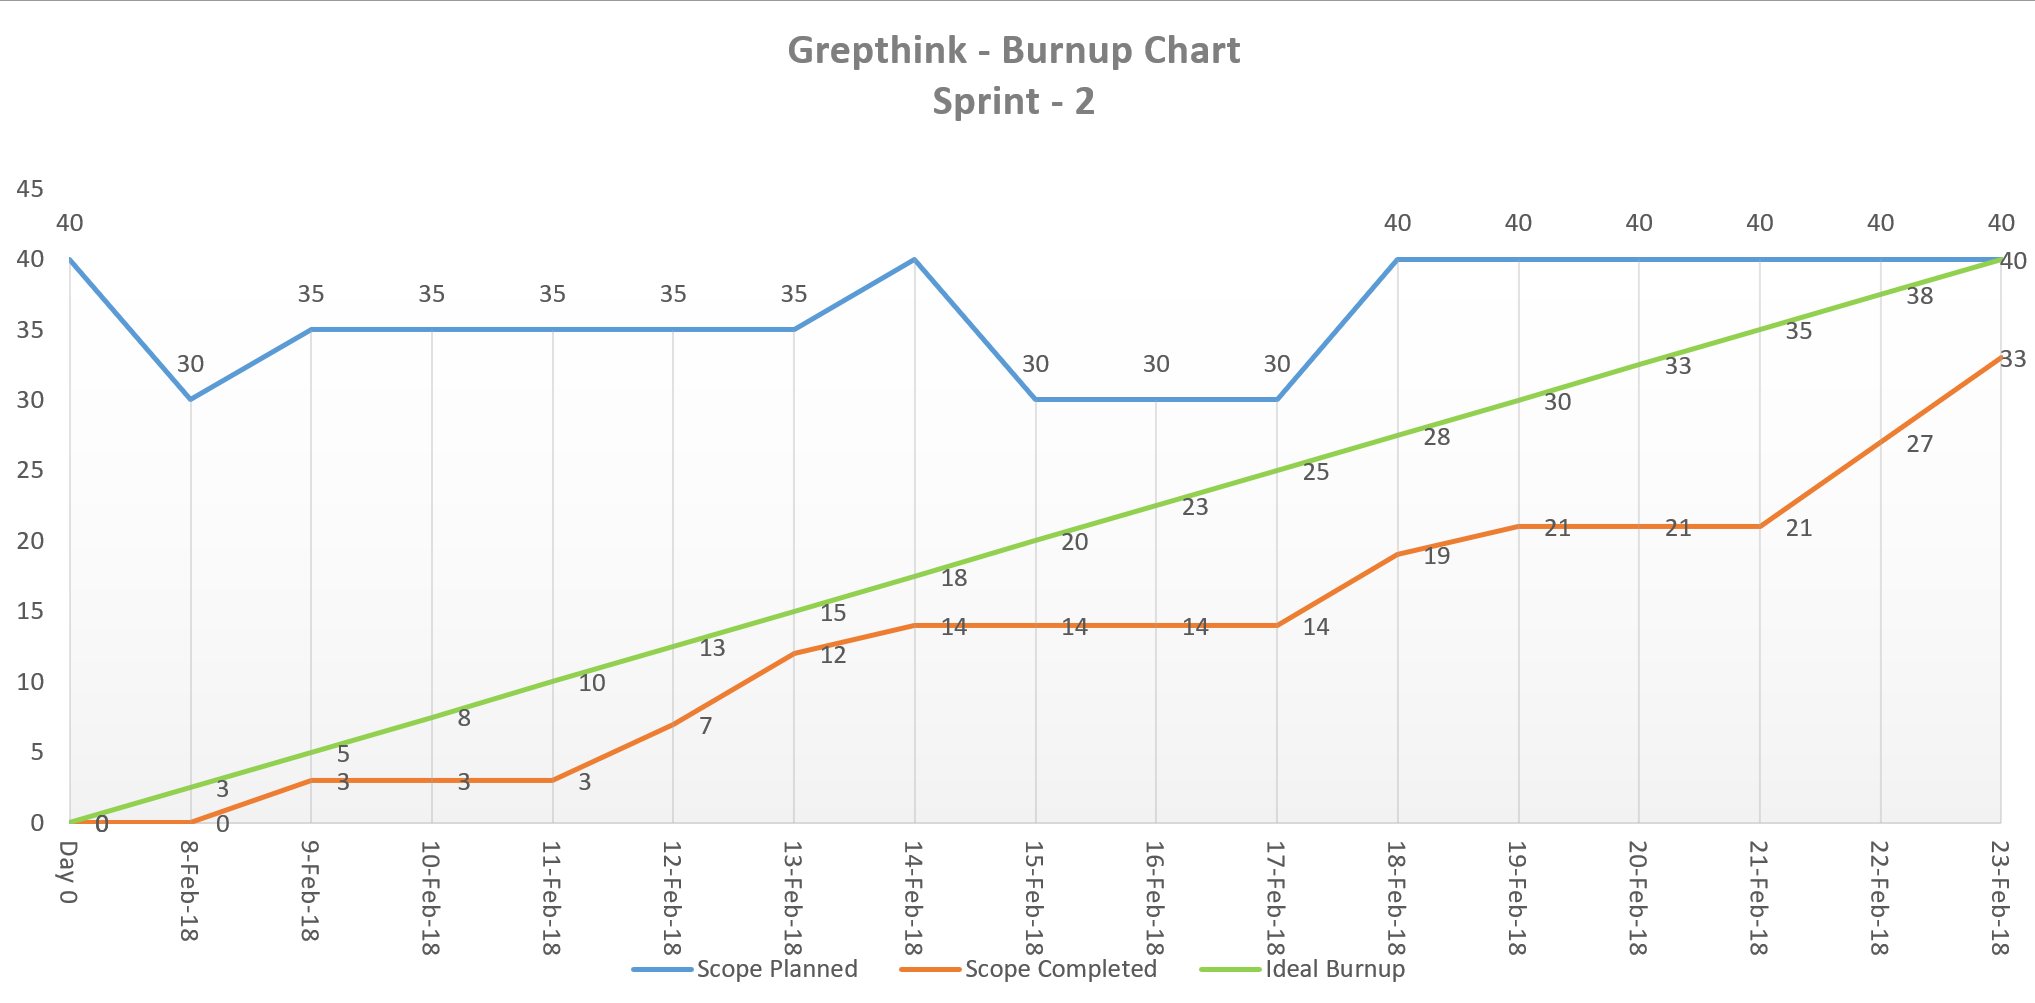 Grepthink - Burnup Chart
Sprint - 2
45
40
35
30
25
20
15
10
5
0
40
30
35
35
35
35
35
30
30
30
40
40
40
40
40
40
0
3
5
8
10
13
15
18
20
23
25
28
30
33
35
38
40
0
0
3
3
3
7
12
14
14
14
14
19
21
21
21
27
33
Day 0
8-Feb-18
9-Feb-18
10-Feb-18
11-Feb-18
12-Feb-18
13-Feb-18
14-Feb-18
15-Feb-18
16-Feb-18
17-Feb-18
18-Feb-18
19-Feb-18
20-Feb-18
21-Feb-18
22-Feb-18
23-Feb-18
Scope Planned
Scope Completed
Ideal Burnup